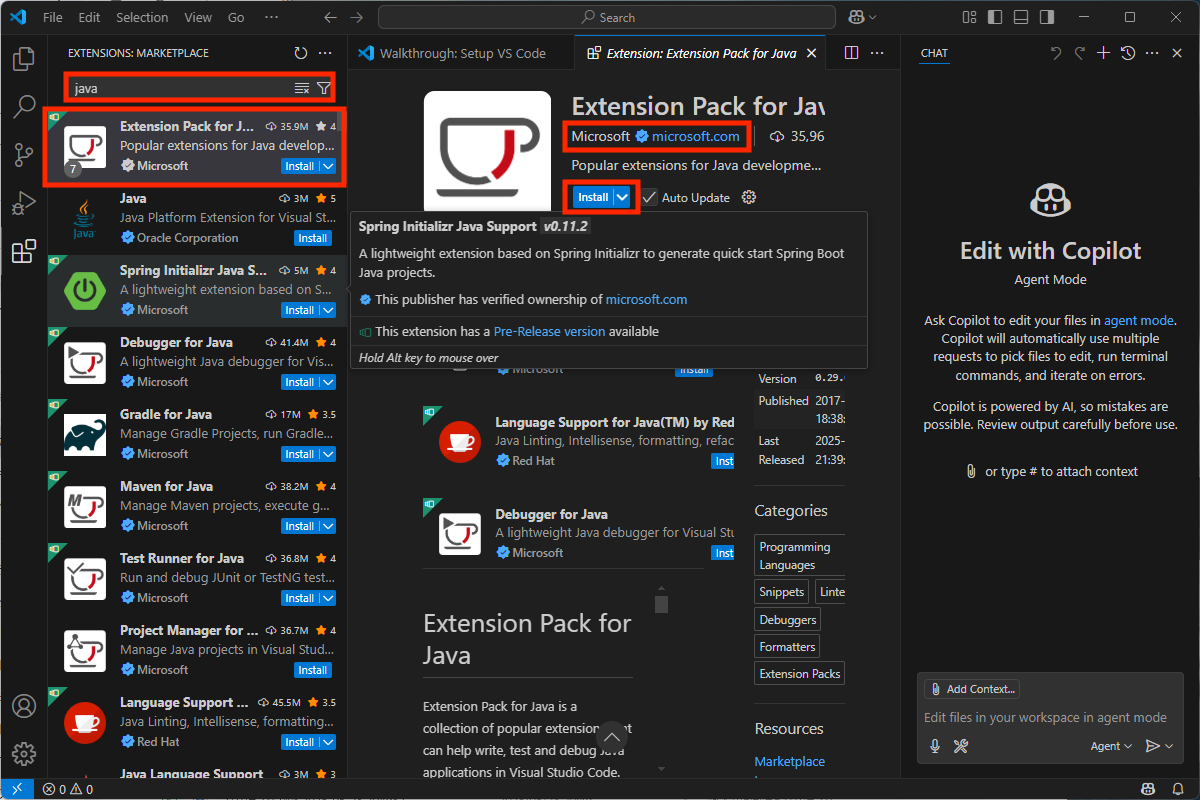 File Edit Selection View Go ···
Search
EXTENSIONS: MARKETPLACE
java
Extension Pack for J... 35.9M 4
Popular extensions for Java develop...
7
Microsoft Install
Java 3M 5
Java Platform Extension for Visual St...
Java
Oracle Corporation Install
Spring Initializr Java S... 5M 4
A lightweight extension based on S...
Microsoft Install
Debugger for Java 41.4M 4
A lightweight Java debugger for Vis...
Microsoft Install
Gradle for Java 17M 3.5
Manage Gradle Projects, run Gradle...
Microsoft Install
Maven for Java 38.2M 4
Manage Maven projects, execute g...
Microsoft Install
Test Runner for Java 36.8M 4
Run and debug JUnit or TestNG test...
Microsoft Install
Project Manager for ... 36.7M 4
Manage Java projects in Visual Stud...
Microsoft Install
Language Support ... 45.5M 3.5
Java Linting, Intellisense, formatting...
Red Hat Install
Java Language Support 3M 3
0 0
Walkthrough: Setup VS Code
Extension: Extension Pack for Java
Extension Pack for Jav
Microsoft microsoft.com 35,96
Popular extensions for Java developme...
Install Auto Update
Spring Initializr Java Support v0.11.2
A lightweight extension based on Spring Initializr to generate quick start Spring Boot
Java projects.
This publisher has verified ownership of microsoft.com
This extension has a Pre-Release version available
Hold Alt key to mouse over
Microsoft Install
Language Support for Java(TM) by Red
Java Linting, Intellisense, formatting, refac
Red Hat Inst
Debugger for Java
A lightweight Java debugger for Visual Stu
Microsoft Inst
Extension Pack for
Java
Extension Pack for Java is a
collection of popular extension at
can help write, test and debug Java
applications in Visual Studio Code.
Version 0.29.
Published 2017-
18:38:
Last 2025-
Released 21:39:
Categories
Programming
Languages
Snippets Linte
Debuggers
Formatters
Extension Packs
Resources
Marketplace
CHAT
Edit with Copilot
Agent Mode
Ask Copilot to edit your files in agent mode.
Copilot will automatically use multiple
requests to pick files to edit, run terminal
commands, and iterate on errors.
Copilot is powered by AI, so mistakes are
possible. Review output carefully before use.
or type # to attach context
Add Context...
Edit files in your workspace in agent mode
Agent